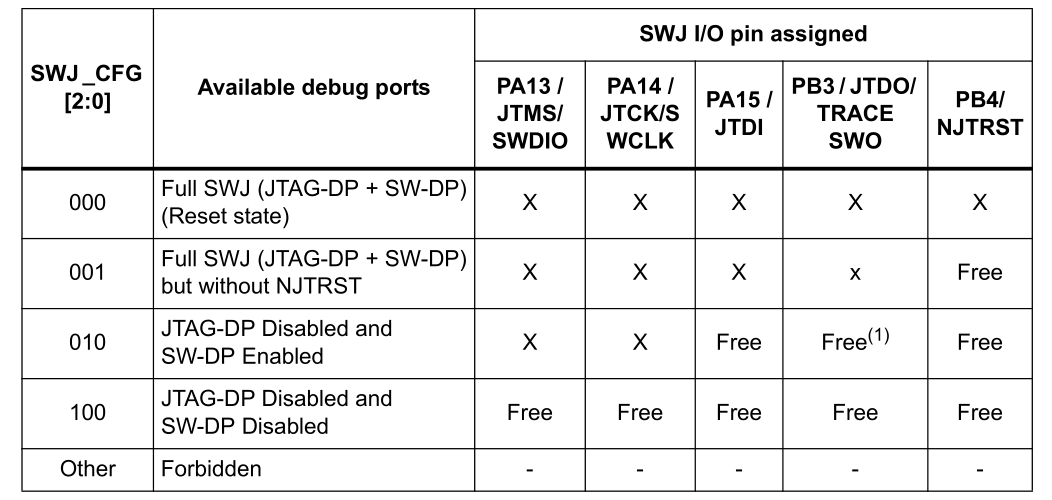 SWJ_CFG
[2:0]
Available debug ports
SWJ I/O pin assigned
PA13 /
JTMS/
SWDIO
PA14 /
JTCK/S
WCLK
PA15 /
JTDI
PB3 / JTDO/
TRACE
SWO
PB4/
NJTRST
000
Full SWJ (JTAG-DP + SW-DP)
(Reset state)
X X X X X
001
Full SWJ (JTAG-DP + SW-DP)
but without NJTRST
X X X x Free
010
JTAG-DP Disabled and
SW-DP Enabled
X X Free Free(1) Free
100
JTAG-DP Disabled and
SW-DP Disabled
Free Free Free Free Free
Other Forbidden - - - - -